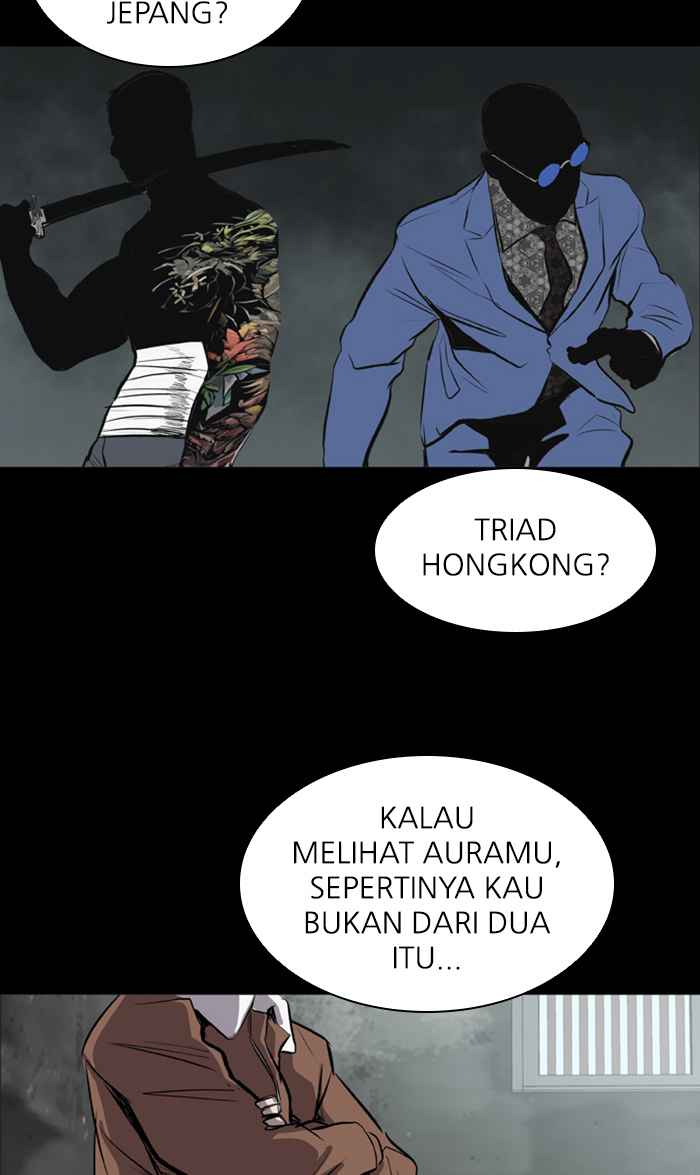 JEPANG?
TRIAD
HONGKONG?
KALAU
MELIHAT AURAMU,
SEPERTINYA KAU
BUKAN DARI DUA
ITU...